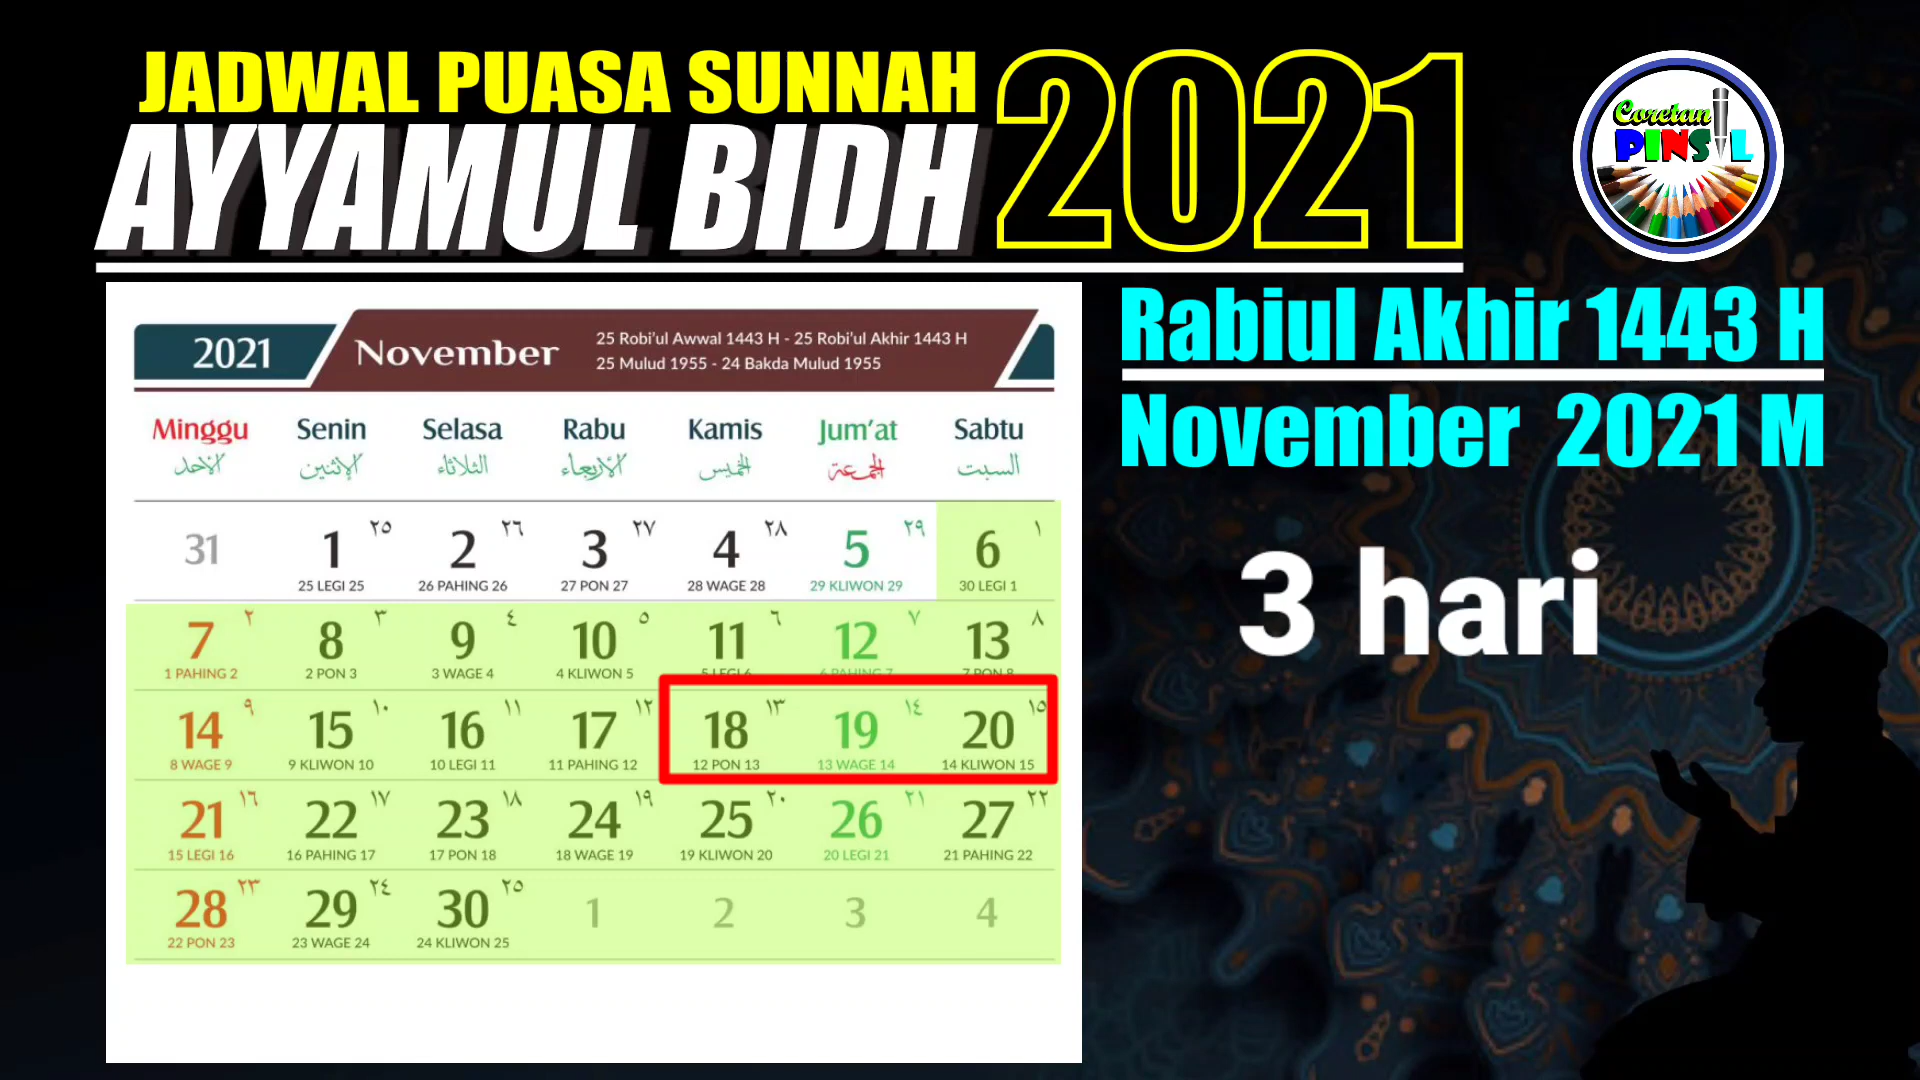 JADWAL PUASA SUNNAH
AYYAMUL BIDH
2021
Coretan
PINSIL
Rabiul Akhir 1443 H
November 2021 M
3 hari
2021
November
25 Robi'ul Awwal 1443 H - 25 Robi'ul Akhir 1443 H
25 Mulud 1955 - 24 Bakda Mulud 1955
Minggu Senin Selasa Rabu Kamis Jum'at Sabtu
الأحد الإثنين الثلاثاء الأربعاء الخميس الجمعة السبت
31 1 ٢٥ 2 ٢٦ 3 ٢٧ 4 ٢٨ 5 ٢٩ 6 ١
25 LEGI 25 26 PAHING 26 27 PON 27 28 WAGE 28 29 KLIWON 29 30 LEGI 1
7 ٢ 8 ٣ 9 ٤ 10 ٥ 11 ٦ 12 ٧ 13 ٨
1 PAHING 2 2 PON 3 3 WAGE 4 4 KLIWON 5 5 LEGI 6 6 PAHING 7 7 PON 8
14 ٩ 15 ١٠ 16 ١١ 17 ١٢ 18 ١٣ 19 ١٤ 20 ١٥
8 WAGE 9 9 KLIWON 10 10 LEGI 11 11 PAHING 12 12 PON 13 13 WAGE 14 14 KLIWON 15
21 ١٦ 22 ١٧ 23 ١٨ 24 ١٩ 25 ٢٠ 26 ٢١ 27 ٢٢
15 LEGI 16 16 PAHING 17 17 PON 18 18 WAGE 19 19 KLIWON 20 20 LEGI 21 21 PAHING 22
28 ٢٣ 29 ٢٤ 30 ٢٥ 1 2 3 4
22 PON 23 23 WAGE 24 24 KLIWON 25